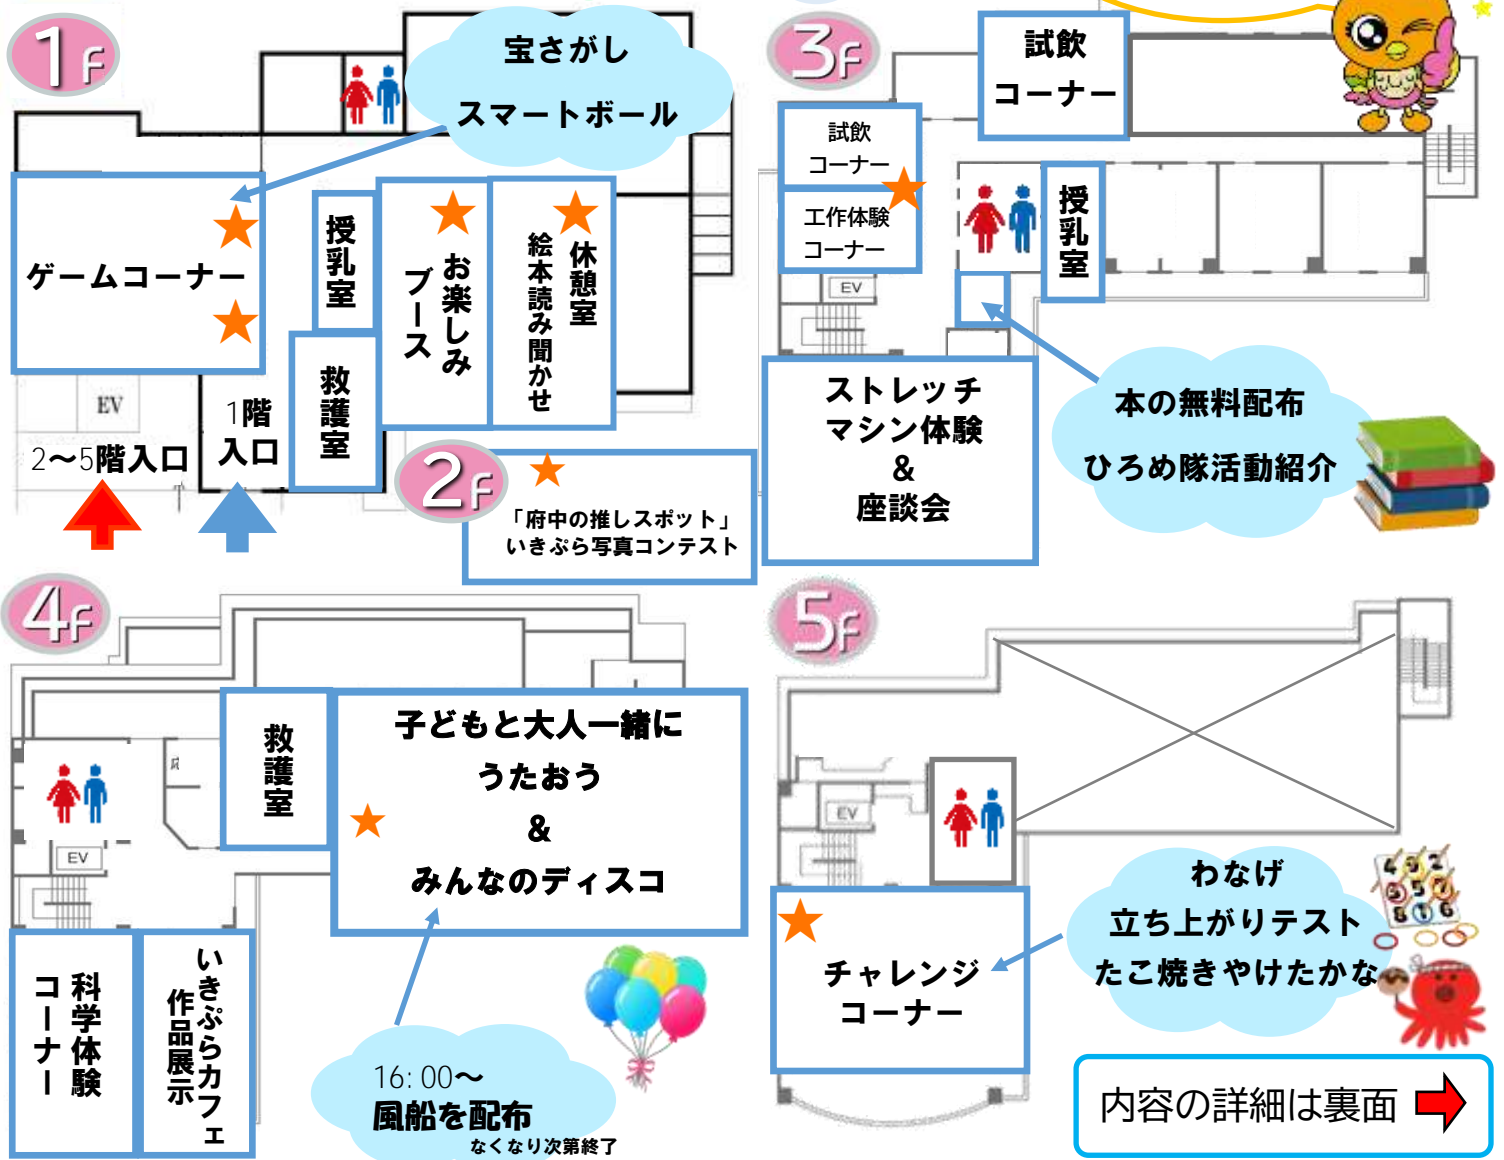 1F
宝さがし
スマートボール
ゲームコーナー
授乳室
救護室
お楽しみ
ブース
休憩室
絵本読み聞かせ
EV
2～5階入口
1階
入口
2F
「府中の推しスポット」
いきぷら写真コンテスト
3F
試飲
コーナー
試飲
コーナー
工作体験
コーナー
授乳室
EV
ストレッチ
マシン体験
&
座談会
本の無料配布
ひろめ隊活動紹介
4F
救護室
子どもと大人一緒に
うたおう
&
みんなのディスコ
EV
科学体験
コーナー
いきぷらカフェ
作品展示
16:00～
風船を配布
なくなり次第終了
5F
EV
チャレンジ
コーナー
わなげ
立ち上がりテスト
たこ焼きやけたかな
4 9 2
3 5 7
8 1 6
内容の詳細は裏面